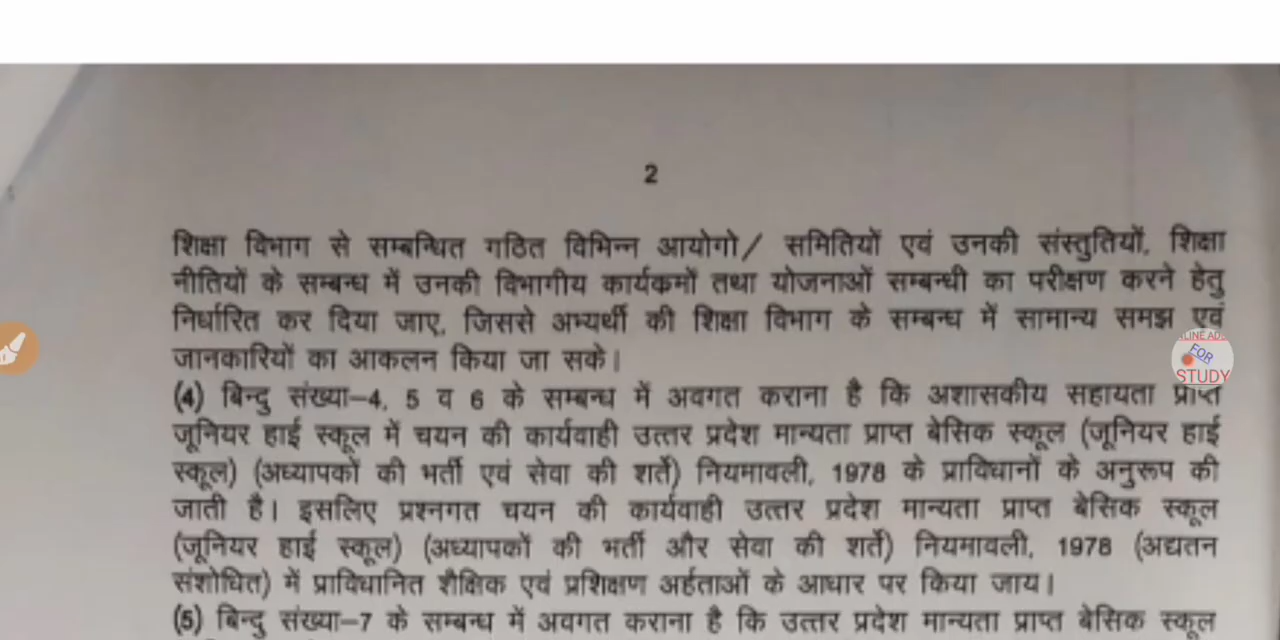 2
शिक्षा विभाग से सम्बन्धित गठित विभिन्न आयोगो/ समितियों एवं उनकी संस्तुतियों, शिक्षा
नीतियों के सम्बन्ध में उनकी विभागीय कार्यकमों तथा योजनाओं सम्बन्धी का परीक्षण करने हेतु
निर्धारित कर दिया जाए, जिससे अभ्यर्थी की शिक्षा विभाग के सम्बन्ध में सामान्य समझ एवं
जानकारियों का आकलन किया जा सके।
(4) बिन्दु संख्या–4, 5 व 6 के सम्बन्ध में अवगत कराना है कि अशासकीय सहायता प्राप्त
जूनियर हाई स्कूल में चयन की कार्यवाही उत्तर प्रदेश मान्यता प्राप्त बेसिक स्कूल (जूनियर हाई
स्कूल) (अध्यापकों की भर्ती एवं सेवा की शर्ते) नियमावली, 1978 के प्राविधानों के अनुरूप की
जाती है। इसलिए प्रश्नगत चयन की कार्यवाही उत्तर प्रदेश मान्यता प्राप्त बेसिक स्कूल
(जूनियर हाई स्कूल) (अध्यापकों की भर्ती और सेवा की शर्ते) नियमावली, 1978 (अद्यतन
संशोधित) में प्राविधानित शैक्षिक एवं प्रशिक्षण अर्हताओं के आधार पर किया जाय।
(5) बिन्दु संख्या–7 के सम्बन्ध में अवगत कराना है कि उत्तर प्रदेश मान्यता प्राप्त बेसिक स्कूल
FOR
STUDY